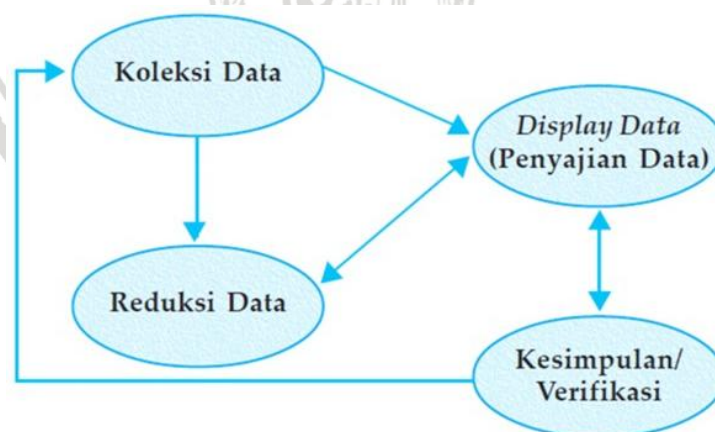 Koleksi Data
Display Data
(Penyajian Data)
Reduksi Data
Kesimpulan/
Verifikasi